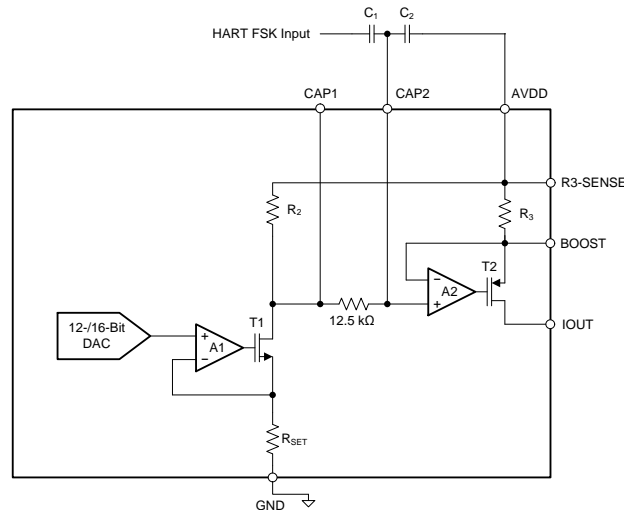 C1 C2
HART FSK Input
CAP1 CAP2 AVDD
R3-SENSE
R2 R3
BOOST
T2
−
A2
+
12.5 kΩ
IOUT
T1
12-/16-Bit
DAC
+
A1
−
RSET
GND